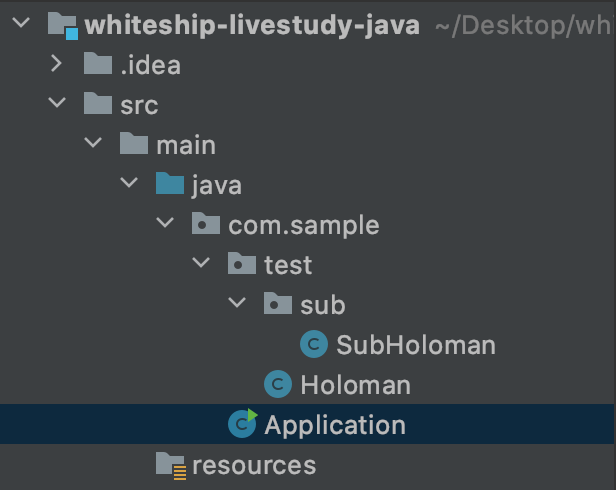 whiteship-livestudy-java ~/Desktop/wh
.idea
src
main
java
com.sample
test
sub
C SubHoloman
C Holoman
C Application
resources